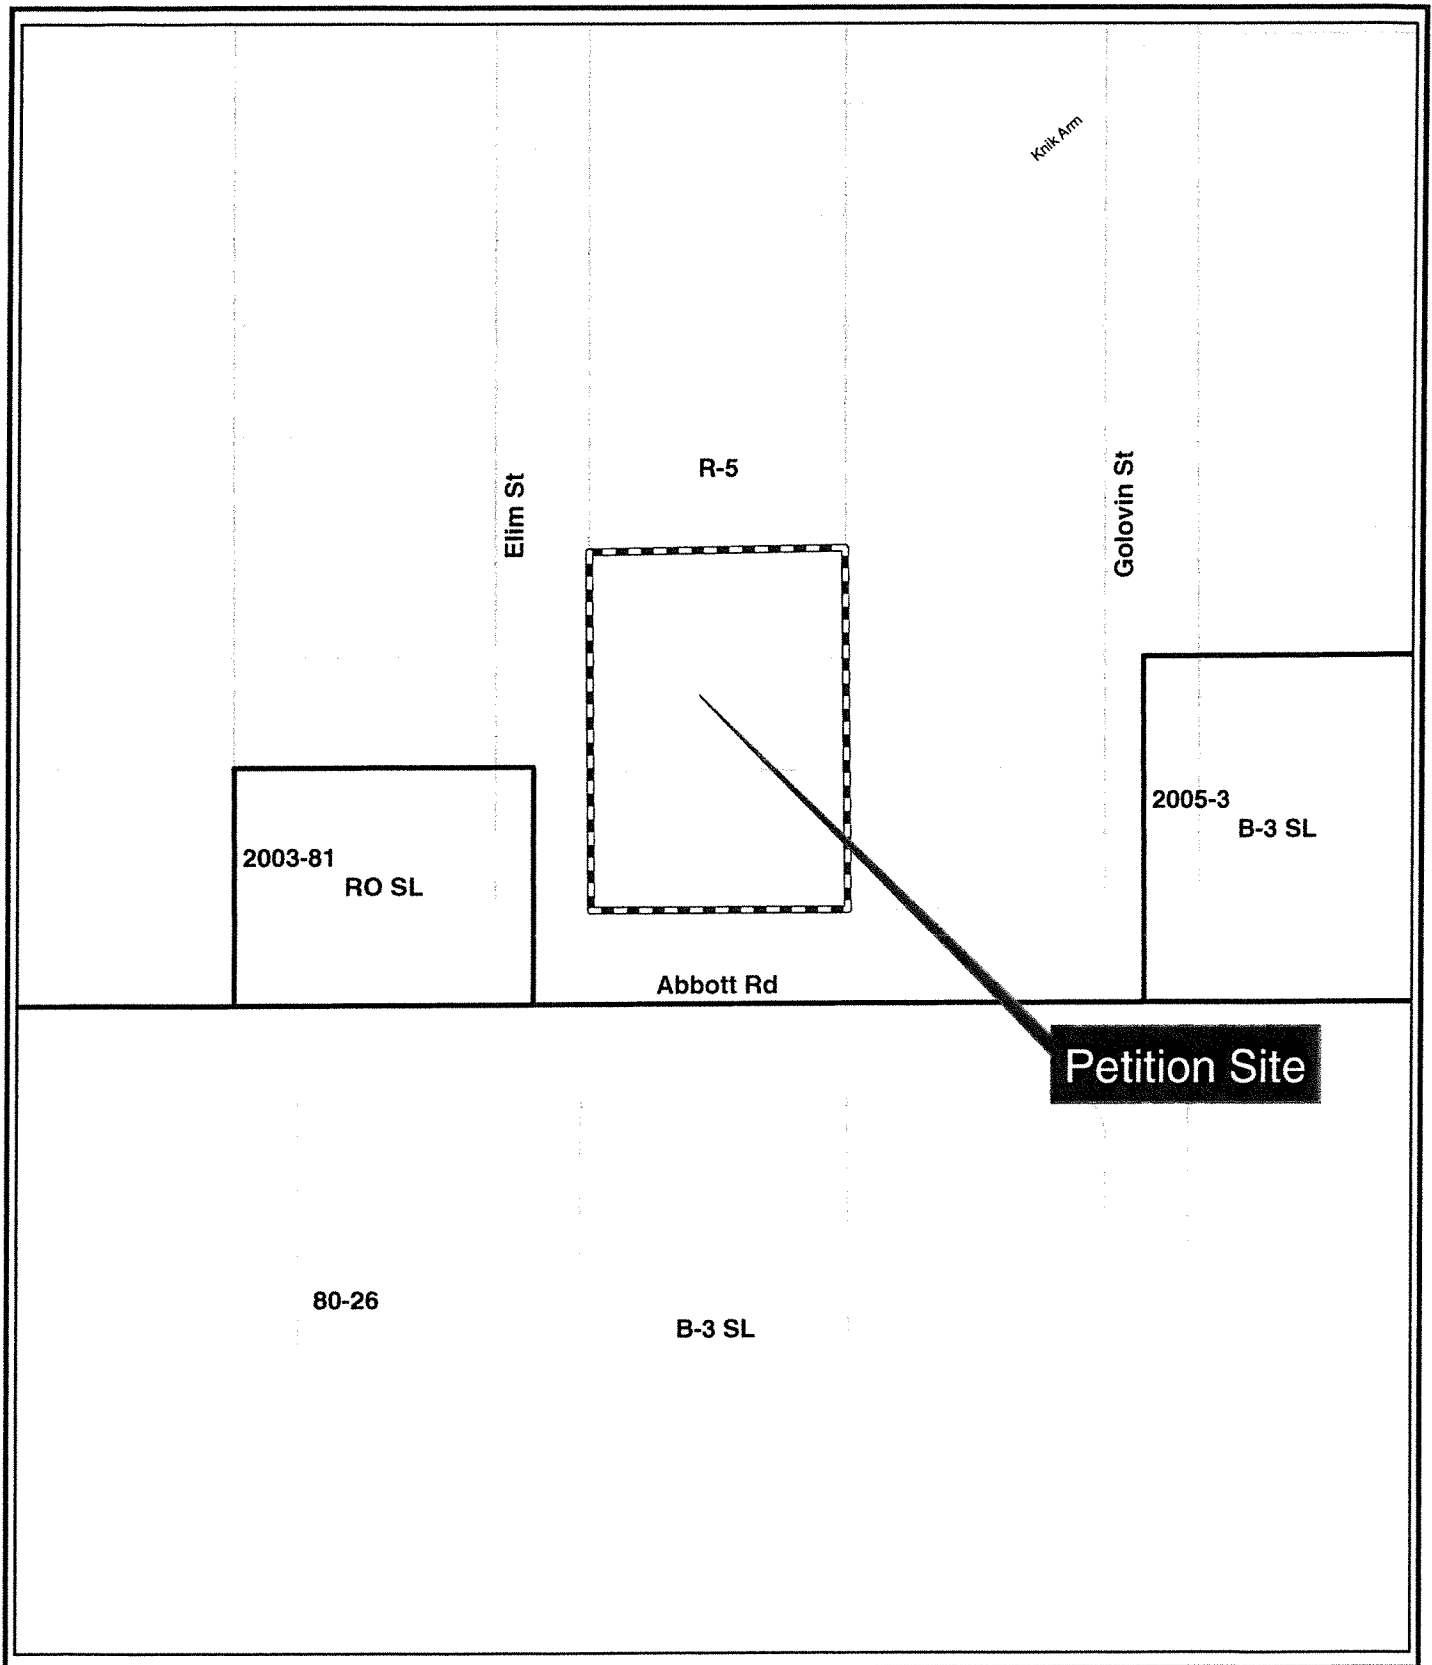 Knik Arm
R-5
Elim St
Golovin St
2005-3
B-3 SL
2003-81
RO SL
Abbott Rd
Petition Site
80-26
B-3 SL